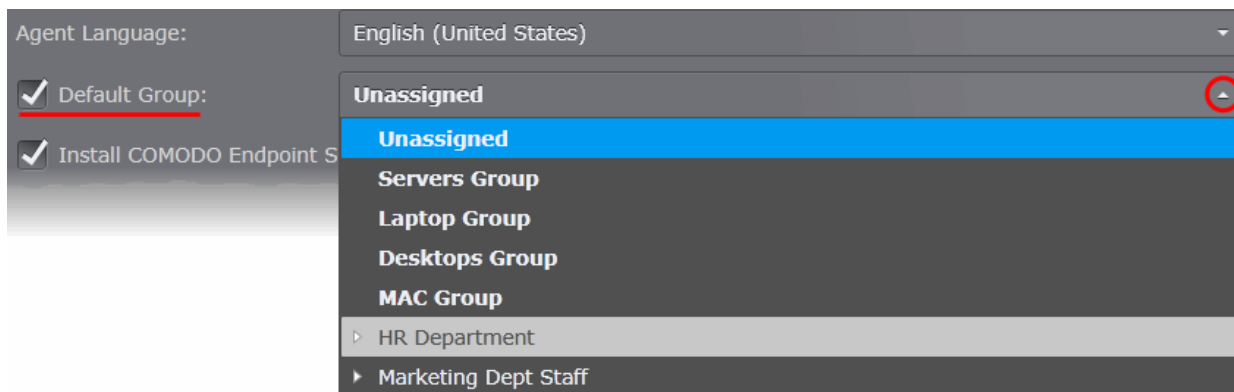 Agent Language: English (United States)
Default Group: Unassigned
Unassigned
Install COMODO Endpoint S
Servers Group
Laptop Group
Desktops Group
MAC Group
HR Department
Marketing Dept Staff